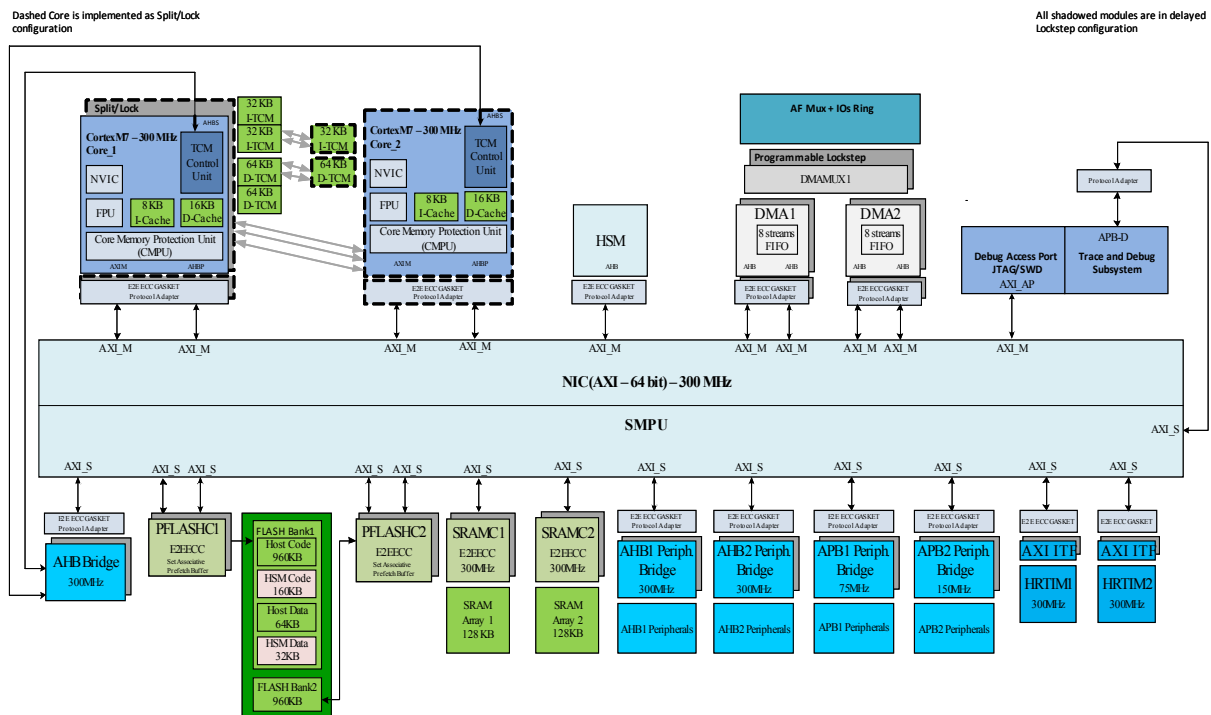 Dashed Core is implemented as Split/Lock
configuration
All shadowed modules are in delayed
Lockstep configuration
Split/Lock
CortexM7 – 300 MHz
Core_1
AHBS
TCM
Control
Unit
NVIC
FPU
8KB
I-Cache
16KB
D-Cache
Core Memory Protection Unit
(CMPU)
AXIM
AHBP
E2E ECC GASKET
Protocol Adapter
32 KB
I-TCM
32 KB
I-TCM
64 KB
D-TCM
64 KB
D-TCM
32 KB
I-TCM
64 KB
D-TCM
AHBS
CortexM7 – 300 MHz
Core_2
TCM
Control
Unit
NVIC
FPU
8KB
I-Cache
16KB
D-Cache
Core Memory Protection Unit
(CMPU)
AXIM
AHBP
E2E ECC GASKET
Protocol Adapter
HSM
AHB
Protocol Adapter
AF Mux + IOs Ring
Programmable Lockstep
DMAMUX1
DMA1
8 streams
FIFO
AHB
AHB
E2E ECC GASKET
Protocol Adapter
DMA2
8 streams
FIFO
AHB
AHB
E2E ECC GASKET
Protocol Adapter
Protocol Adapter
Debug Access Port
JTAG/SWD
AXI_AP
APB-D
Trace and Debug
Subsystem
AXI_M
AXI_M
AXI_M
AXI_M
AXI_M
AXI_M
AXI_M
AXI_M
AXI_M
AXI_M
NIC(AXI – 64 bit) – 300 MHz
SMPU
AXI_S
AXI_S
AXI_S
AXI_S
AXI_S
AXI_S
AXI_S
AXI_S
AXI_S
AXI_S
AXI_S
AXI_S
AXI_S
AXI_S
E2E ECC GASKET
Protocol Adapter
AHB Bridge
300MHz
PFLASHC1
E2EECC
Set Associative
Prefetch Buffer
FLASH Bank1
Host Code
960KB
HSM Code
160KB
Host Data
64KB
HSM Data
32KB
FLASH Bank2
960KB
PFLASHC2
E2EECC
Set Associative
Prefetch Buffer
SRAMC1
E2EECC
300MHz
SRAM
Array 1
128 KB
SRAMC2
E2EECC
300MHz
SRAM
Array 2
128KB
E2E ECC GASKET
Protocol Adapter
AHB1 Periph.
Bridge
300MHz
AHB1 Peripherals
E2E ECC GASKET
Protocol Adapter
AHB2 Periph.
Bridge
300MHz
AHB2 Peripherals
E2E ECC GASKET
Protocol Adapter
APB1 Periph.
Bridge
75MHz
APB1 Peripherals
E2E ECC GASKET
Protocol Adapter
APB2 Periph.
Bridge
150MHz
APB2 Peripherals
E2E ECC GASKET
AXI ITF
HRTIM1
300MHz
E2E ECC GASKET
AXI ITF
HRTIM2
300MHz